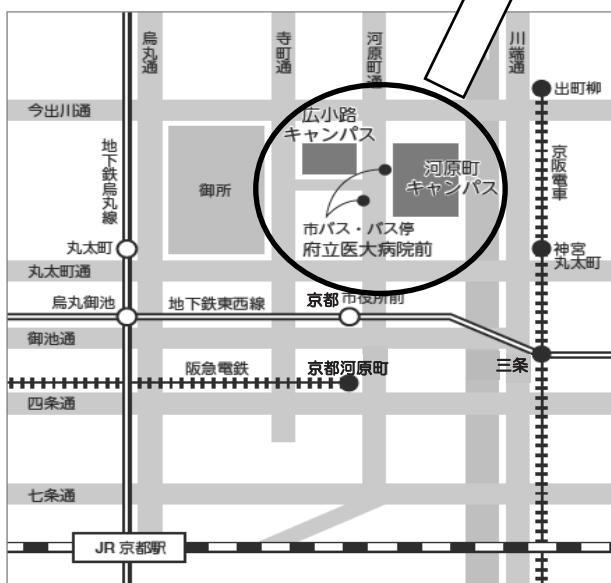 烏丸通
寺町通
河原町通
川端通
出町柳
今出川通
広小路
キャンパス
地下鉄烏丸線
御所
河原町
キャンパス
京阪電車
市バス・バス停
府立医大病院前
丸太町
神宮
丸太町
丸太町通
烏丸御池
地下鉄東西線
京都市役所前
御池通
三条
阪急電鉄
京都河原町
四条通
七条通
JR 京都駅